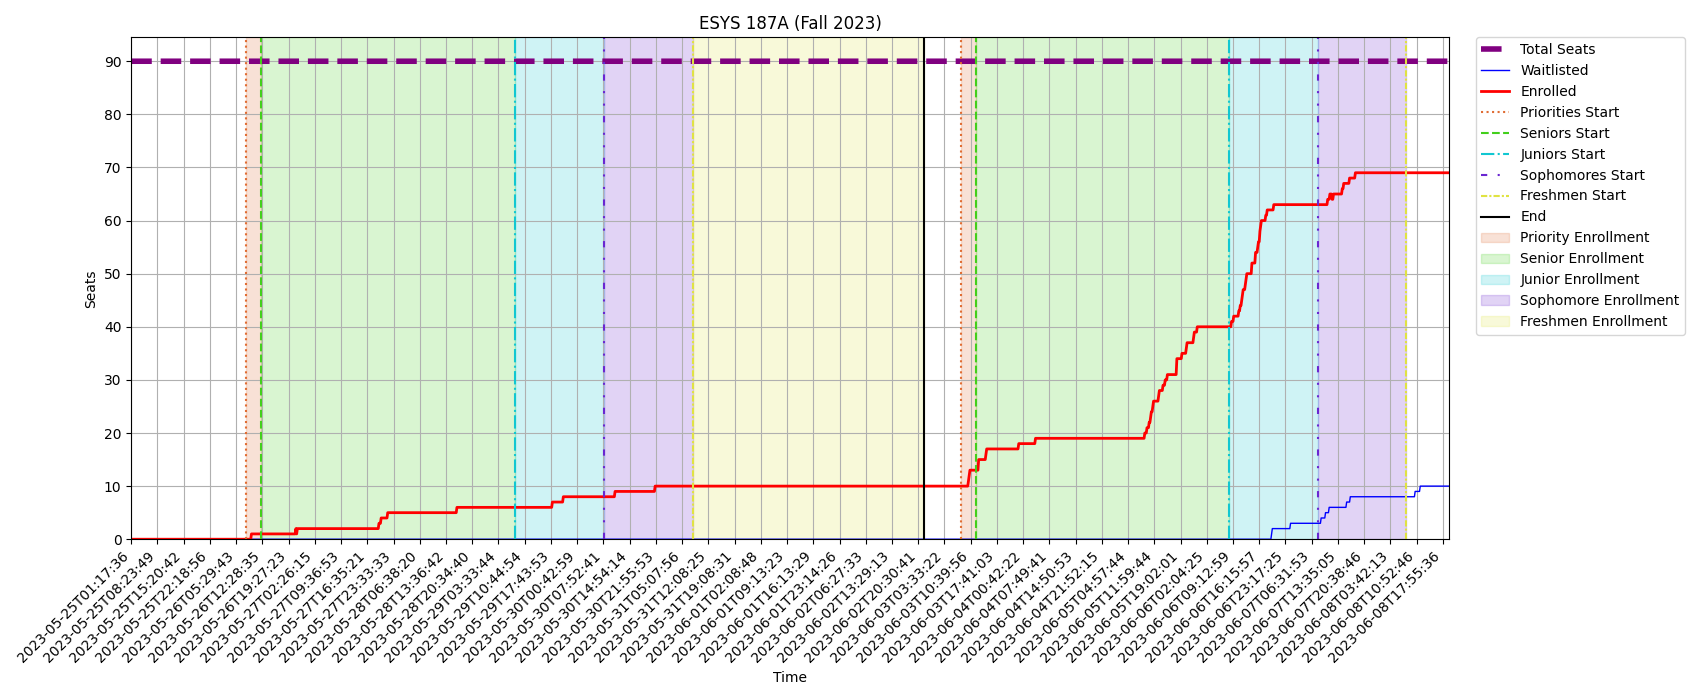 ESYS 187A (Fall 2023)
Seats
90
80
70
60
50
40
30
20
10
0
2023-05-25T01:17:36
2023-05-25T08:23:49
2023-05-25T15:20:42
2023-05-25T22:18:56
2023-05-26T05:29:43
2023-05-26T12:28:35
2023-05-26T19:27:23
2023-05-27T02:26:15
2023-05-27T09:36:53
2023-05-27T16:35:21
2023-05-27T23:33:33
2023-05-28T06:38:20
2023-05-28T13:36:42
2023-05-28T20:34:40
2023-05-29T03:33:44
2023-05-29T10:44:54
2023-05-29T17:43:53
2023-05-30T00:42:59
2023-05-30T07:52:41
2023-05-30T14:54:14
2023-05-30T21:55:53
2023-05-31T05:07:56
2023-05-31T12:08:25
2023-05-31T19:08:31
2023-06-01T02:08:48
2023-06-01T09:13:23
2023-06-01T16:13:29
2023-06-01T23:14:26
2023-06-02T06:27:33
2023-06-02T13:29:13
2023-06-02T20:30:41
2023-06-03T03:33:22
2023-06-03T10:39:56
2023-06-03T17:41:03
2023-06-04T00:42:22
2023-06-04T07:49:41
2023-06-04T14:50:53
2023-06-04T21:52:15
2023-06-05T04:57:44
2023-06-05T11:59:44
2023-06-05T19:02:01
2023-06-06T02:04:25
2023-06-06T09:12:59
2023-06-06T16:15:57
2023-06-06T23:17:25
2023-06-07T06:31:53
2023-06-07T13:35:05
2023-06-07T20:38:46
2023-06-08T03:42:13
2023-06-08T10:52:46
2023-06-08T17:55:36
Time
Total Seats
Waitlisted
Enrolled
Priorities Start
Seniors Start
Juniors Start
Sophomores Start
Freshmen Start
End
Priority Enrollment
Senior Enrollment
Junior Enrollment
Sophomore Enrollment
Freshmen Enrollment